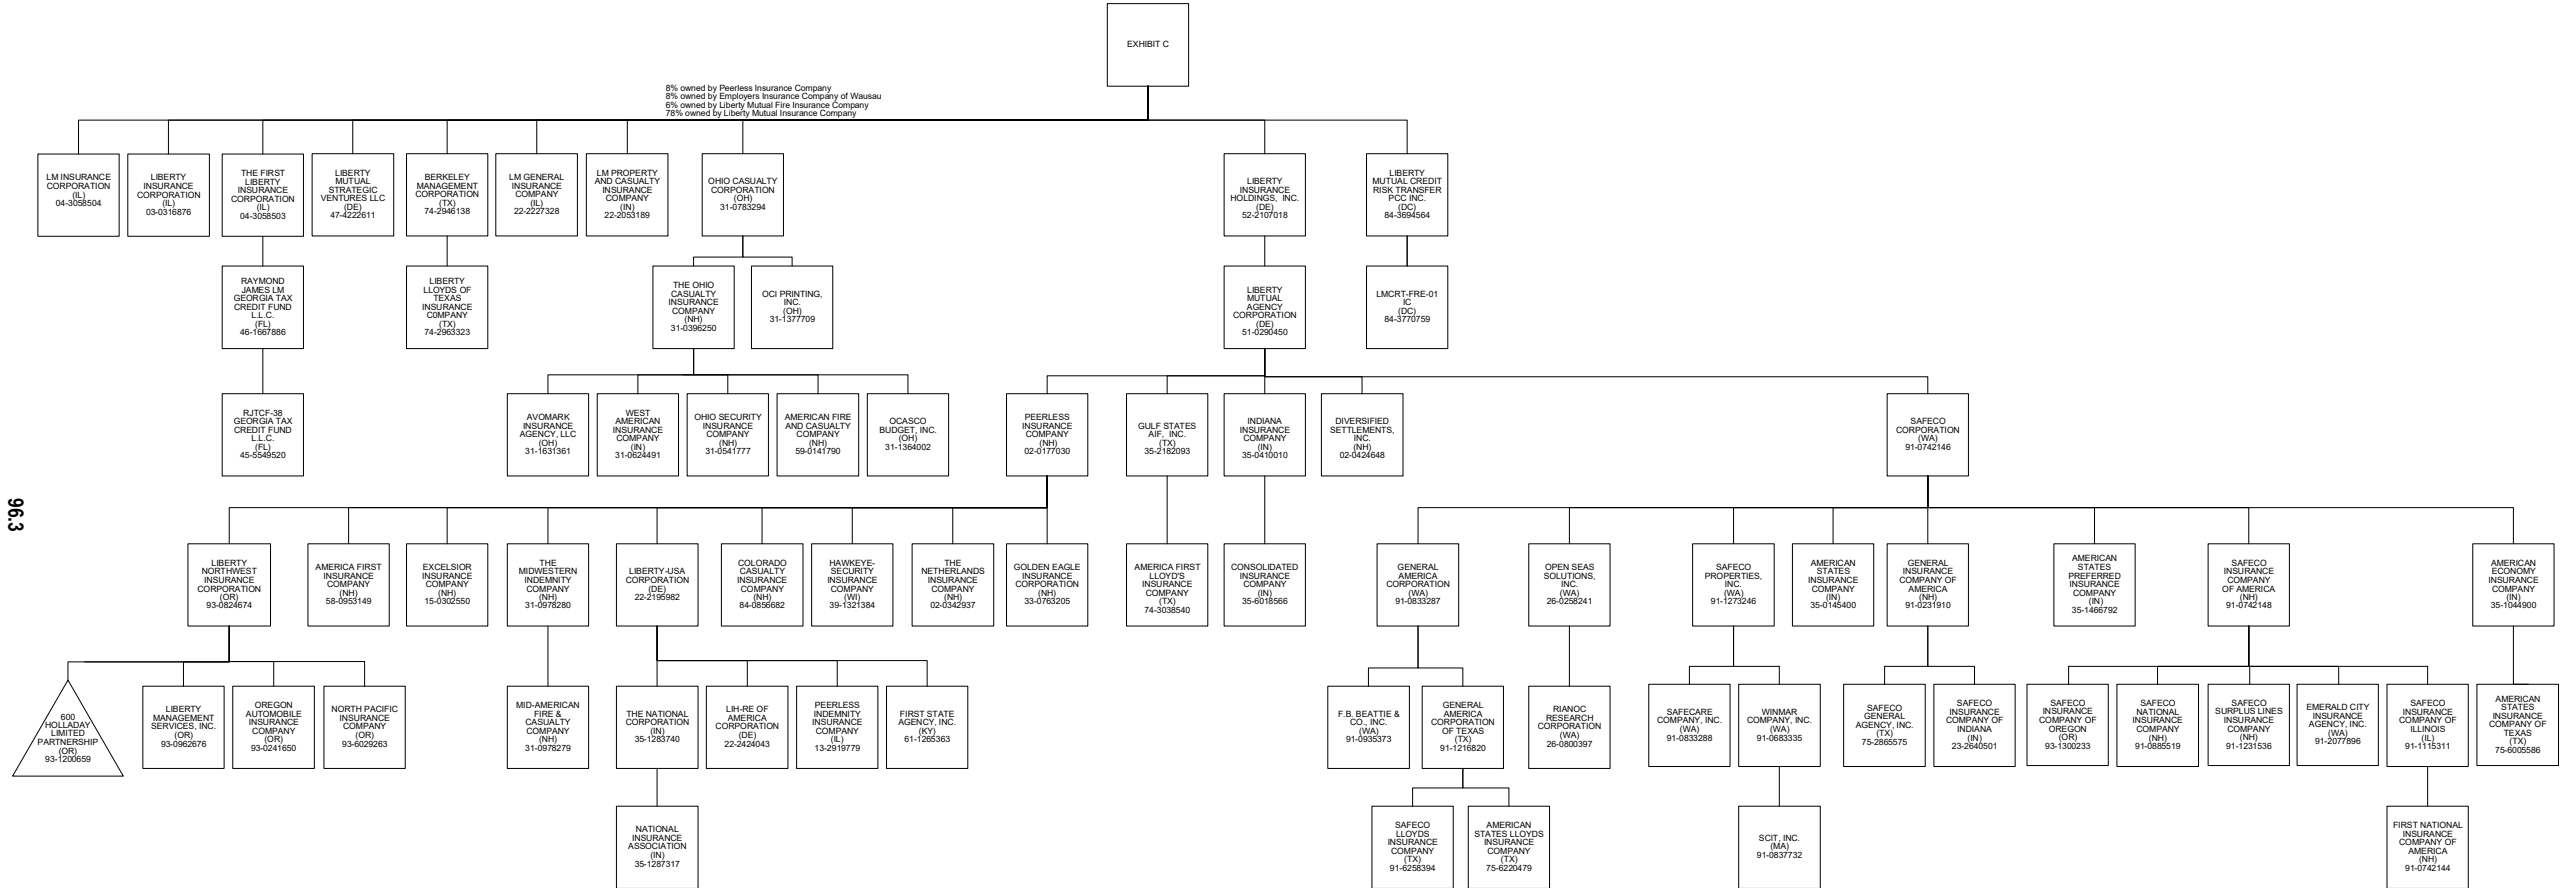 EXHIBIT C
8% owned by Peerless Insurance Company
8% owned by Employers Insurance Company of Wausau
6% owned by Liberty Mutual Fire Insurance Company
78% owned by Liberty Mutual Insurance Company
LM INSURANCE
CORPORATION
(IL)
04-3058504
LIBERTY
INSURANCE
CORPORATION
(IL)
03-0316876
THE FIRST
LIBERTY
INSURANCE
CORPORATION
(IL)
04-3058503
LIBERTY
MUTUAL
STRATEGIC
VENTURES LLC
(DE)
47-4222611
BERKELEY
MANAGEMENT
CORPORATION
(TX)
74-2946138
LM GENERAL
INSURANCE
COMPANY
(IL)
22-2227328
LM PROPERTY
AND CASUALTY
INSURANCE
COMPANY
(IN)
22-2053189
OHIO CASUALTY
CORPORATION
(OH)
31-0783294
LIBERTY
INSURANCE
HOLDINGS, INC.
(DE)
52-2107018
LIBERTY
MUTUAL CREDIT
RISK TRANSFER
PCC INC.
(DC)
84-3694564
RAYMOND
JAMES LM
GEORGIA TAX
CREDIT FUND
L.L.C.
(FL)
46-1667886
LIBERTY
LLOYDS OF
TEXAS
INSURANCE
COMPANY
(TX)
74-2963323
THE OHIO
CASUALTY
INSURANCE
COMPANY
(NH)
31-0396250
OCI PRINTING,
INC.
(OH)
31-1377709
LIBERTY
MUTUAL
AGENCY
CORPORATION
(DE)
51-0290450
LMCRT-FRE-01
IC
(DC)
84-3770759
RJTCF-38
GEORGIA TAX
CREDIT FUND
L.L.C.
(FL)
45-5549520
AVOMARK
INSURANCE
AGENCY, LLC
(OH)
31-1631361
WEST
AMERICAN
INSURANCE
COMPANY
(IN)
31-0624491
OHIO SECURITY
INSURANCE
COMPANY
(NH)
31-0541777
AMERICAN FIRE
AND CASUALTY
COMPANY
(NH)
59-0141790
OCASCO
BUDGET, INC.
(OH)
31-1364002
PEERLESS
INSURANCE
COMPANY
(NH)
02-0177030
GULF STATES
AIF, INC.
(TX)
35-2182093
INDIANA
INSURANCE
COMPANY
(IN)
35-0410010
DIVERSIFIED
SETTLEMENTS,
INC.
(NH)
02-0424648
SAFECO
CORPORATION
(WA)
91-0742146
96.3
LIBERTY
NORTHWEST
INSURANCE
CORPORATION
(OR)
93-0824674
AMERICA FIRST
INSURANCE
COMPANY
(NH)
58-0953149
EXCELSIOR
INSURANCE
COMPANY
(NH)
15-0302550
THE
MIDWESTERN
INDEMNITY
COMPANY
(NH)
31-0978280
LIBERTY-USA
CORPORATION
(DE)
22-2195982
COLORADO
CASUALTY
INSURANCE
COMPANY
(NH)
84-0856682
HAWKEYE-
SECURITY
INSURANCE
COMPANY
(WI)
39-1321384
THE
NETHERLANDS
INSURANCE
COMPANY
(NH)
02-0342937
GOLDEN EAGLE
INSURANCE
CORPORATION
(NH)
33-0763205
AMERICA FIRST
LLOYD'S
INSURANCE
COMPANY
(TX)
74-3038540
CONSOLIDATED
INSURANCE
COMPANY
(IN)
35-6018566
GENERAL
AMERICA
CORPORATION
(WA)
91-0833287
OPEN SEAS
SOLUTIONS,
INC.
(WA)
26-0258241
SAFECO
PROPERTIES,
INC.
(WA)
91-1273246
AMERICAN
STATES
INSURANCE
COMPANY
(IN)
35-0145400
GENERAL
INSURANCE
COMPANY OF
AMERICA
(NH)
91-0231910
AMERICAN
STATES
PREFERRED
INSURANCE
COMPANY
(IN)
35-1466792
SAFECO
INSURANCE
COMPANY
OF AMERICA
(NH)
91-0742148
AMERICAN
ECONOMY
INSURANCE
COMPANY
(IN)
35-1044900
600
HOLLADAY
LIMITED
PARTNERSHIP
(OR)
93-1200659
LIBERTY
MANAGEMENT
SERVICES, INC.
(OR)
93-0962676
OREGON
AUTOMOBILE
INSURANCE
COMPANY
(OR)
93-0241650
NORTH PACIFIC
INSURANCE
COMPANY
(OR)
93-6029263
MID-AMERICAN
FIRE &
CASUALTY
COMPANY
(NH)
31-0978279
THE NATIONAL
CORPORATION
(IN)
35-1283740
LIH-RE OF
AMERICA
CORPORATION
(DE)
22-2424043
PEERLESS
INDEMNITY
INSURANCE
COMPANY
(IL)
13-2919779
FIRST STATE
AGENCY, INC.
(KY)
61-1265363
F.B. BEATTIE &
CO., INC.
(WA)
91-0935373
GENERAL
AMERICA
CORPORATION
OF TEXAS
(TX)
91-1216820
RIANOC
RESEARCH
CORPORATION
(WA)
26-0800397
SAFECARE
COMPANY, INC.
(WA)
91-0833288
WINMAR
COMPANY, INC.
(WA)
91-0683335
SAFECO
GENERAL
AGENCY, INC.
(TX)
75-2865575
SAFECO
INSURANCE
COMPANY OF
INDIANA
(IN)
23-2640501
SAFECO
INSURANCE
COMPANY OF
OREGON
(OR)
93-1300233
SAFECO
NATIONAL
INSURANCE
COMPANY
(NH)
91-0885519
SAFECO
SURPLUS LINES
INSURANCE
COMPANY
(NH)
91-1231536
EMERALD CITY
INSURANCE
AGENCY, INC.
(WA)
91-2077896
SAFECO
INSURANCE
COMPANY OF
ILLINOIS
(IL)
91-1115311
AMERICAN
STATES
INSURANCE
COMPANY OF
TEXAS
(TX)
75-6005586
NATIONAL
INSURANCE
ASSOCIATION
(IN)
35-1287317
SAFECO
LLOYDS
INSURANCE
COMPANY
(TX)
91-6258394
AMERICAN
STATES LLOYDS
INSURANCE
COMPANY
(TX)
75-6220479
SCIT, INC.
(MA)
91-0837732
FIRST NATIONAL
INSURANCE
COMPANY OF
AMERICA
(NH)
91-0742144